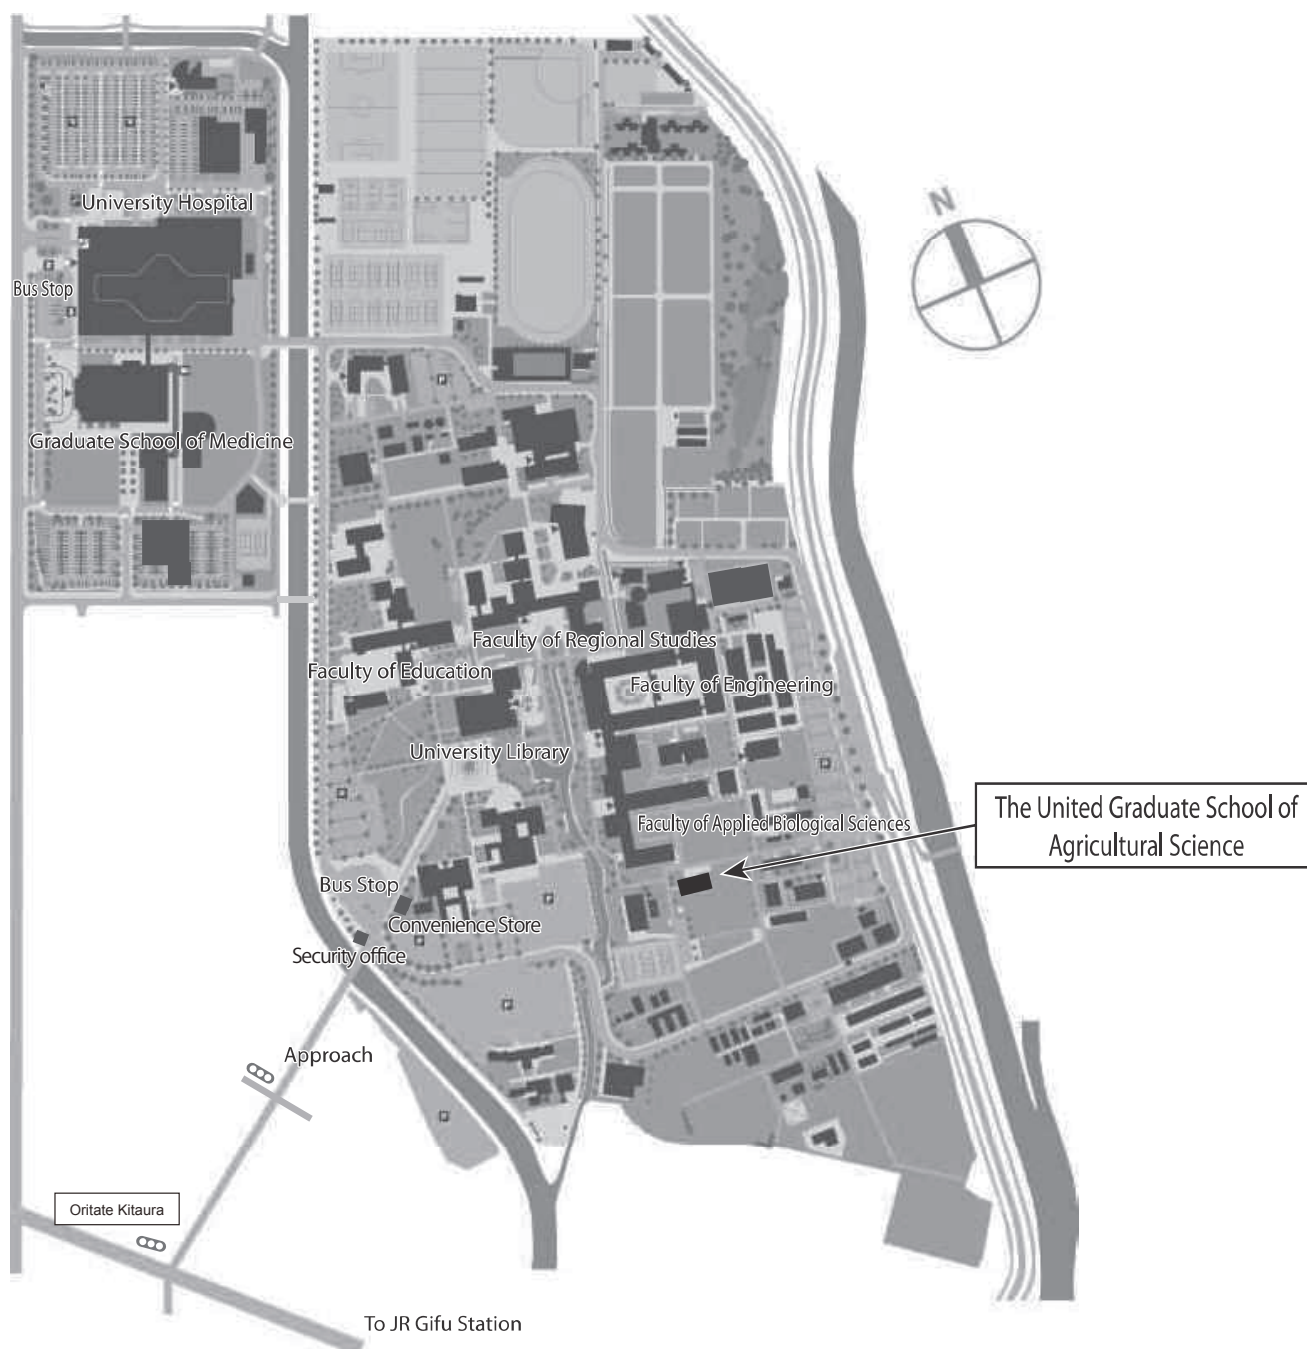 University Hospital
N
Bus Stop
Graduate School of Medicine
Faculty of Regional Studies
Faculty of Education
Faculty of Engineering
University Library
The United Graduate School of
Agricultural Science
Faculty of Applied Biological Sciences
Bus Stop
Convenience Store
Security office
Approach
Oritate Kitaura
To JR Gifu Station